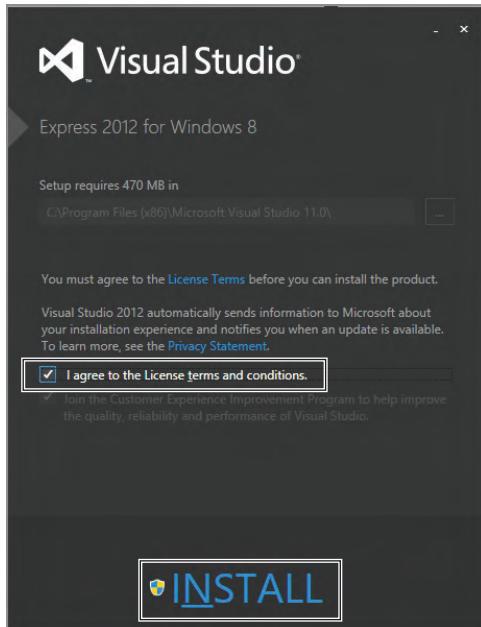 Visual Studio®
™
Express 2012 for Windows 8
Setup requires 470 MB in
C:\Program Files (x86)\Microsoft Visual Studio 11.0\
...
You must agree to the License Terms before you can install the product.
Visual Studio 2012 automatically sends information to Microsoft about
your installation experience and notifies you when an update is available.
To learn more, see the Privacy Statement.
I agree to the License terms and conditions.
Join the Customer Experience Improvement Program to help improve
the quality, reliability and performance of Visual Studio.
INSTALL